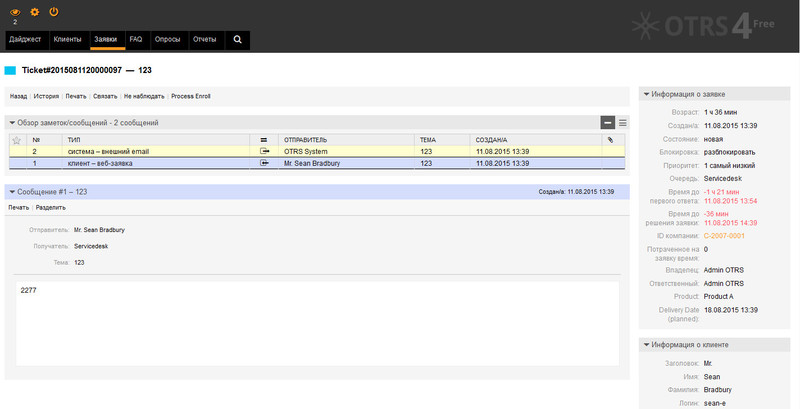 2
OTRS 4 Free
Дайджест Клиенты Заявки FAQ Опросы Отчеты
Ticket#2015081120000097 — 123
Назад История Печать Связать Не наблюдать Process Enroll
Обзор заметок/сообщений - 2 сообщений
№ ТИП ОТПРАВИТЕЛЬ ТЕМА СОЗДАН/А
2 система – внешний email OTRS System 123 11.08.2015 13:39
1 клиент – веб-заявка Mr. Sean Bradbury 123 11.08.2015 13:39
Сообщение #1 – 123 Создан/а: 11.08.2015 13:39
Печать Разделить
Отправитель: Mr. Sean Bradbury
Получатель: Servicedesk
Тема: 123
2277
Информация о заявке
Возраст: 1 ч 36 мин
Создан/а: 11.08.2015 13:39
Состояние: новая
Блокировка: разблокировать
Приоритет: 1 самый низкий
Очередь: Servicedesk
Время до -1 ч 21 мин
первого ответа: 11.08.2015 13:54
Время до -36 мин
решения заявки: 11.08.2015 14:39
ID компании: C-2007-0001
Потраченное на 0
заявку время:
Владелец: Admin OTRS
Ответственный: Admin OTRS
Product: Product A
Delivery Date 18.08.2015 13:39
(planned):
Информация о клиенте
Заголовок: Mr.
Имя: Sean
Фамилия: Bradbury
Логин: sean-e